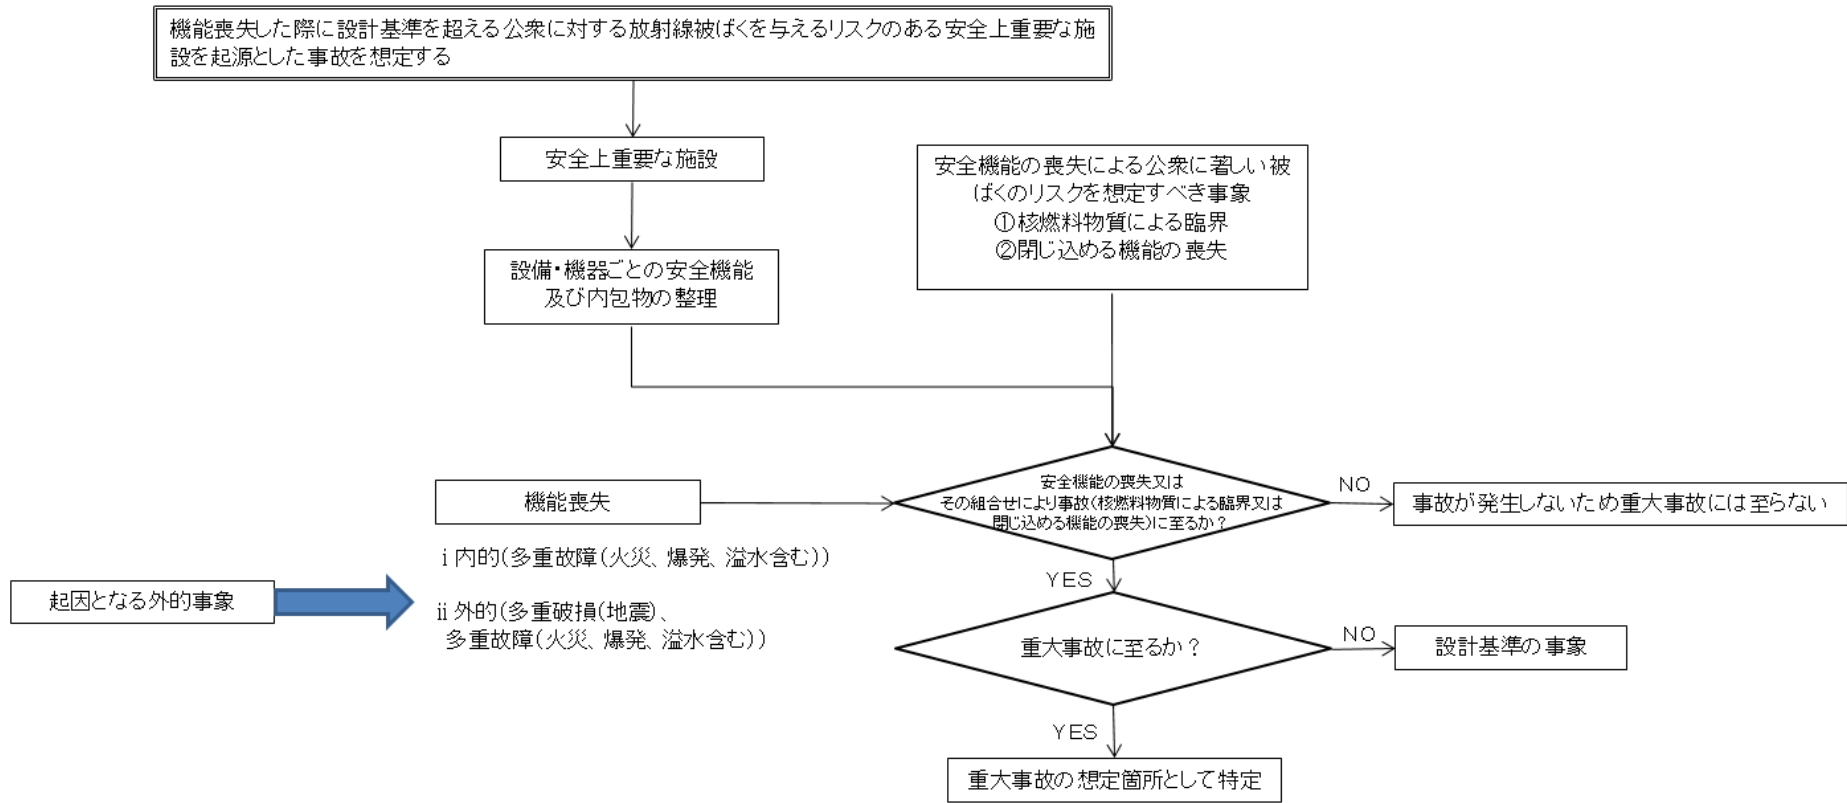 機能喪失した際に設計基準を超える公衆に対する放射線被ばくを与えるリスクのある安全上重要な施
設を起源とした事故を想定する
安全上重要な施設
安全機能の喪失による公衆に著しい被
ばくのリスクを想定すべき事象
①核燃料物質による臨界
②閉じ込める機能の喪失
設備・機器ごとの安全機能
及び内包物の整理
機能喪失
安全機能の喪失又は
その組合せにより事故(核燃料物質による臨界又は
閉じ込める機能の喪失)に至るか?
NO
事故が発生しないため重大事故には至らない
ⅰ内的(多重故障(火災、爆発、溢水含む))
YES
起因となる外的事象
ⅱ外的(多重破損(地震)、
多重故障(火災、爆発、溢水含む))
重大事故に至るか?
NO
設計基準の事象
YES
重大事故の想定箇所として特定